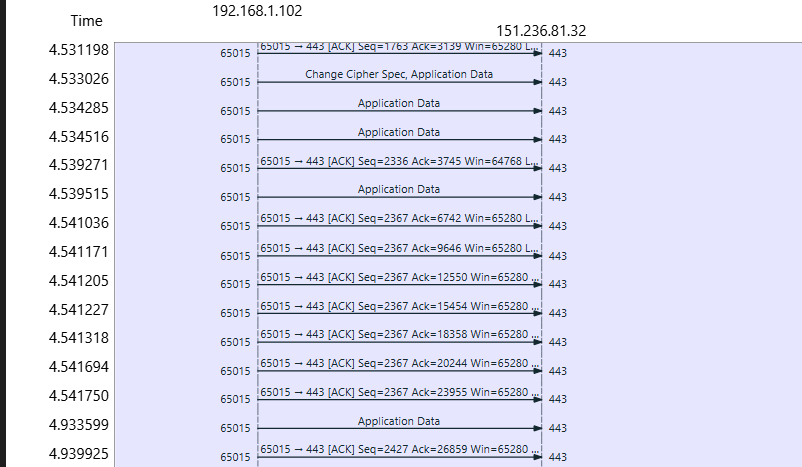 192.168.1.102
Time
151.236.81.32
4.531198 65015 65015 → 443 [ACK] Seq=1763 Ack=3139 Win=65280 L... 443
4.533026 65015 Change Cipher Spec, Application Data 443
4.534285 65015 Application Data 443
4.534516 65015 Application Data 443
4.539271 65015 65015 → 443 [ACK] Seq=2336 Ack=3745 Win=64768 L... 443
4.539515 65015 Application Data 443
4.541036 65015 65015 → 443 [ACK] Seq=2367 Ack=6742 Win=65280 L... 443
4.541171 65015 65015 → 443 [ACK] Seq=2367 Ack=9646 Win=65280 L... 443
4.541205 65015 65015 → 443 [ACK] Seq=2367 Ack=12550 Win=65280 ... 443
4.541227 65015 65015 → 443 [ACK] Seq=2367 Ack=15454 Win=65280 ... 443
4.541318 65015 65015 → 443 [ACK] Seq=2367 Ack=18358 Win=65280 ... 443
4.541694 65015 65015 → 443 [ACK] Seq=2367 Ack=20244 Win=65280 ... 443
4.541750 65015 65015 → 443 [ACK] Seq=2367 Ack=23955 Win=65280 ... 443
4.933599 65015 Application Data 443
4.939925 65015 65015 → 443 [ACK] Seq=2427 Ack=26859 Win=65280 ... 443